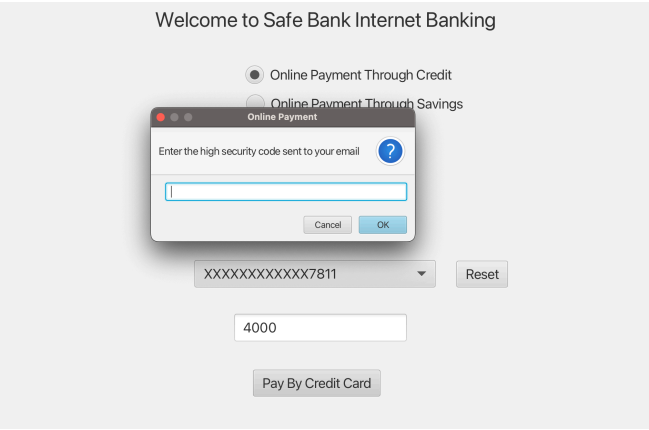 Welcome to Safe Bank Internet Banking
Online Payment Through Credit
Online Payment Through Savings
Online Payment
Enter the high security code sent to your email
?
Cancel
OK
XXXXXXXXXXXX7811
Reset
4000
Pay By Credit Card